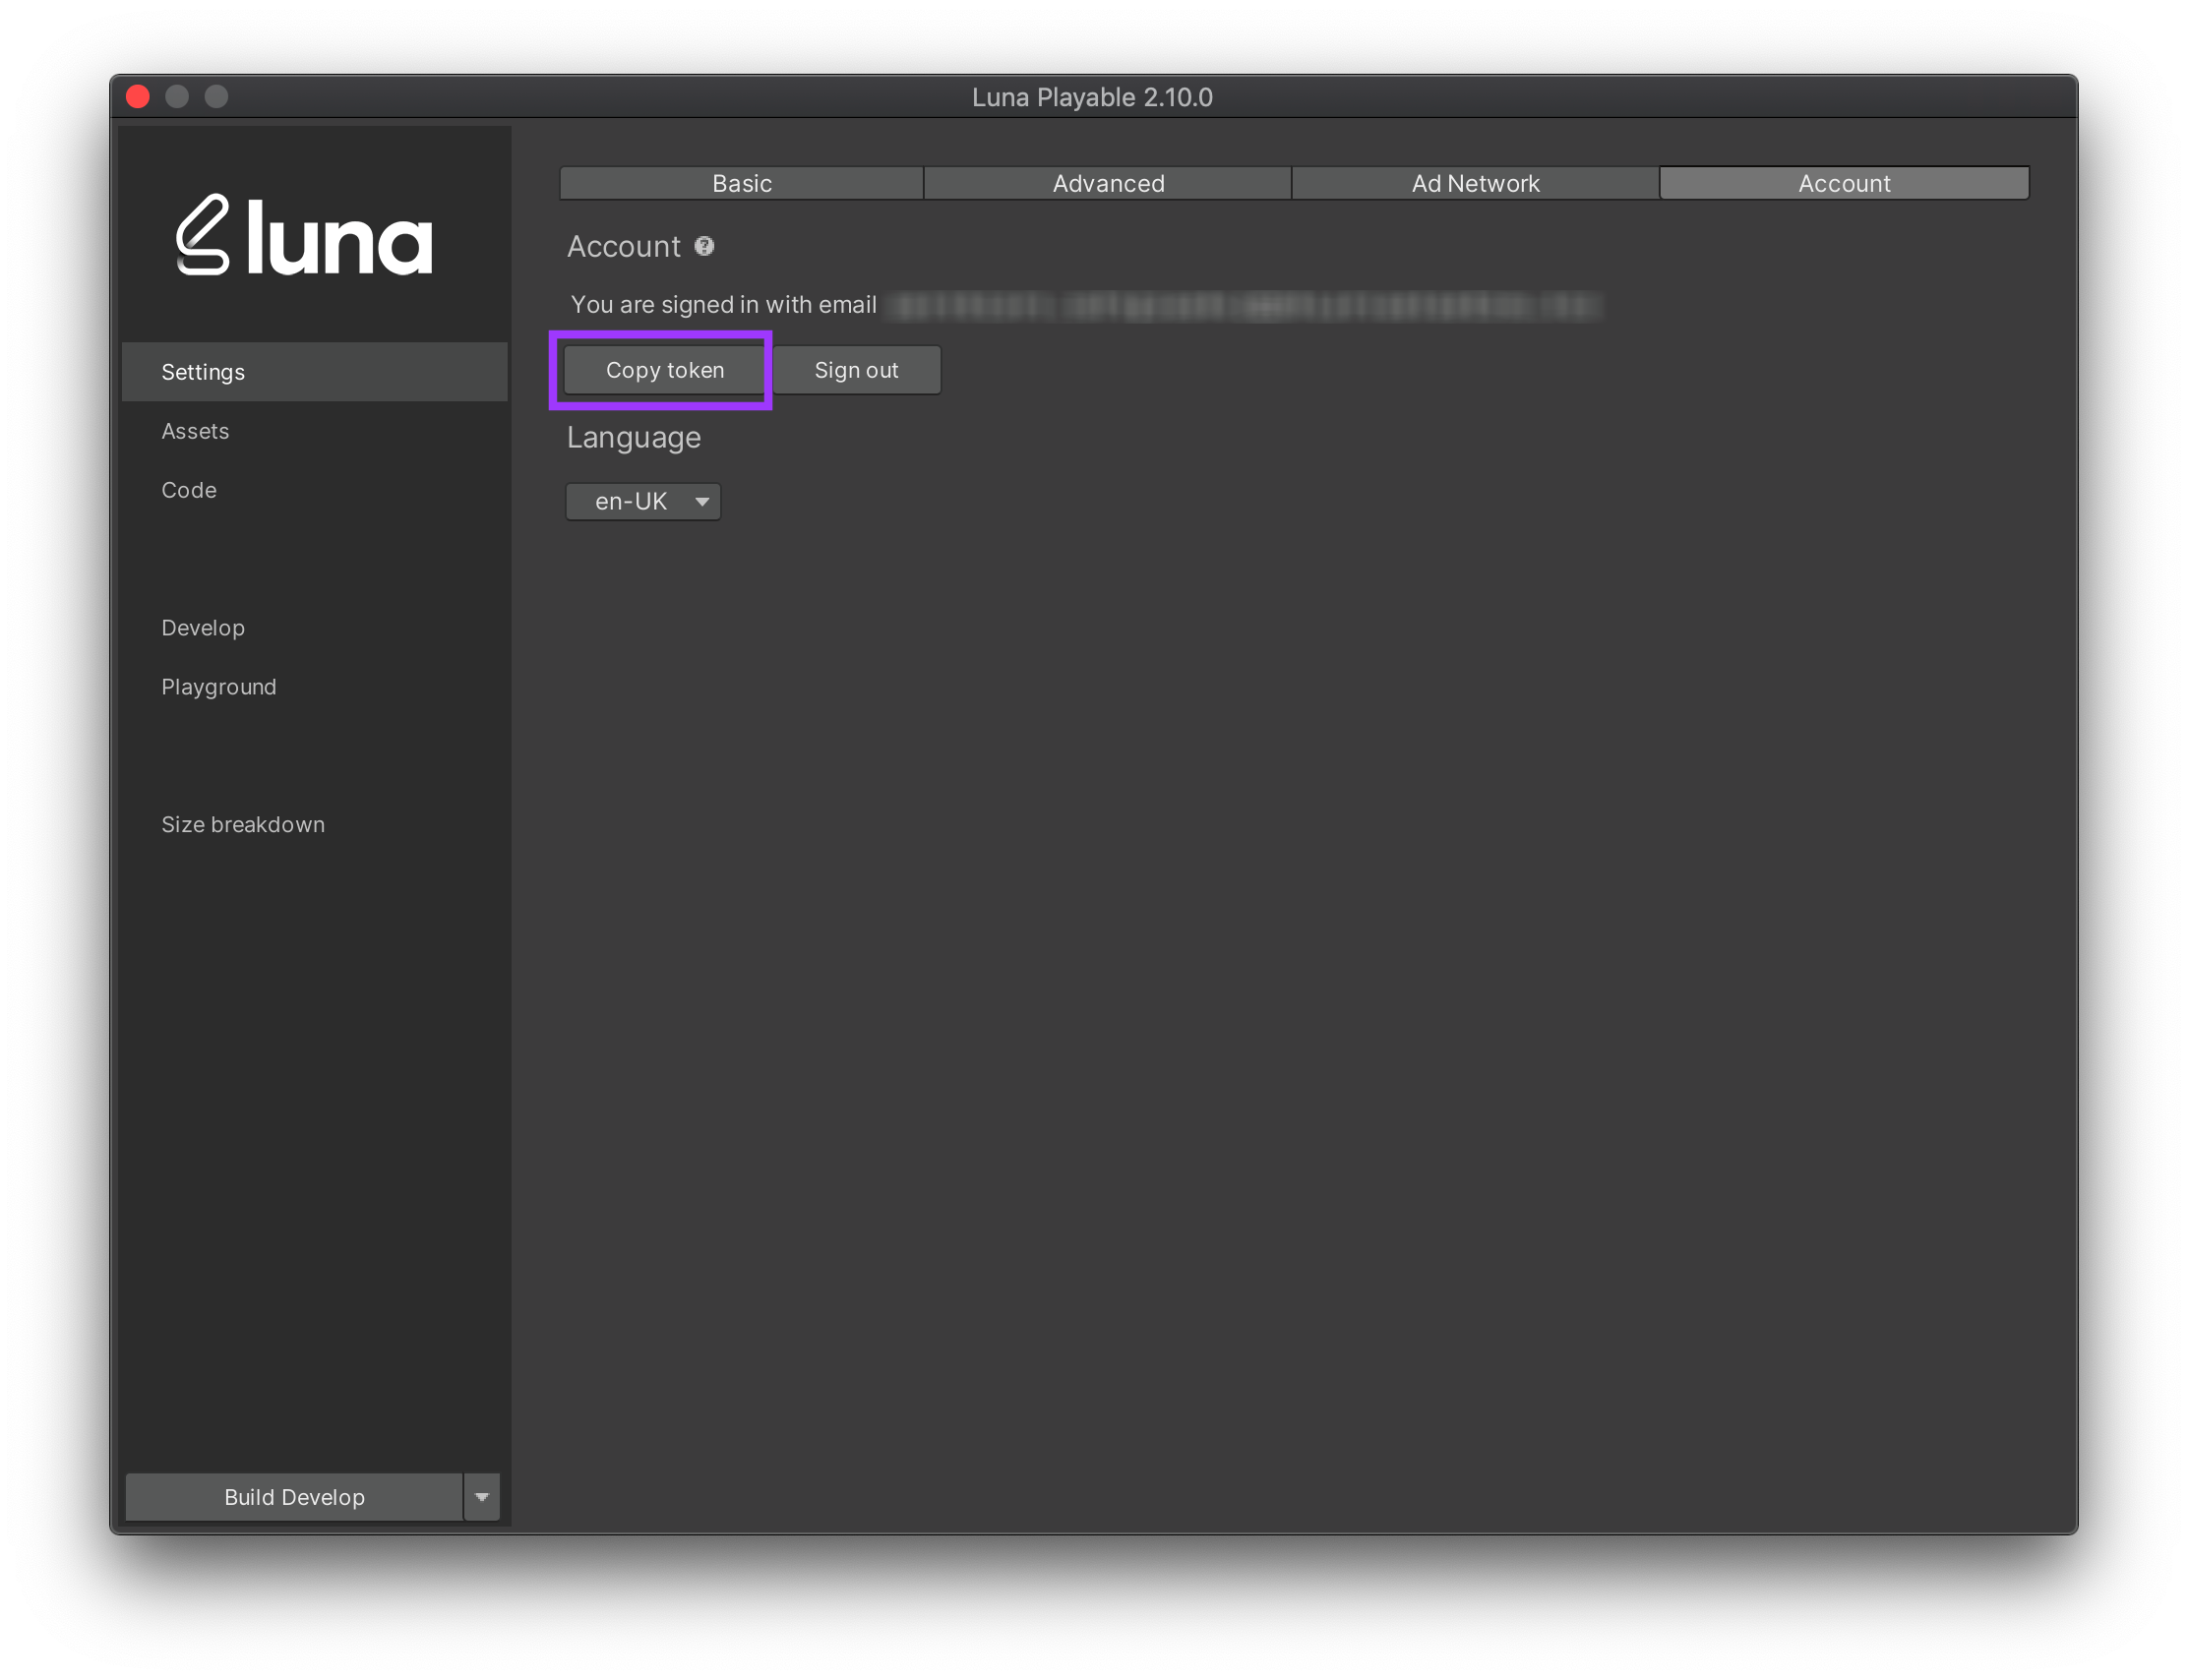 Luna Playable 2.10.0
luna
Settings
Assets
Code
Develop
Playground
Size breakdown
Build Develop
Basic Advanced Ad Network Account
Account
You are signed in with email
Copy token Sign out
Language
en-UK